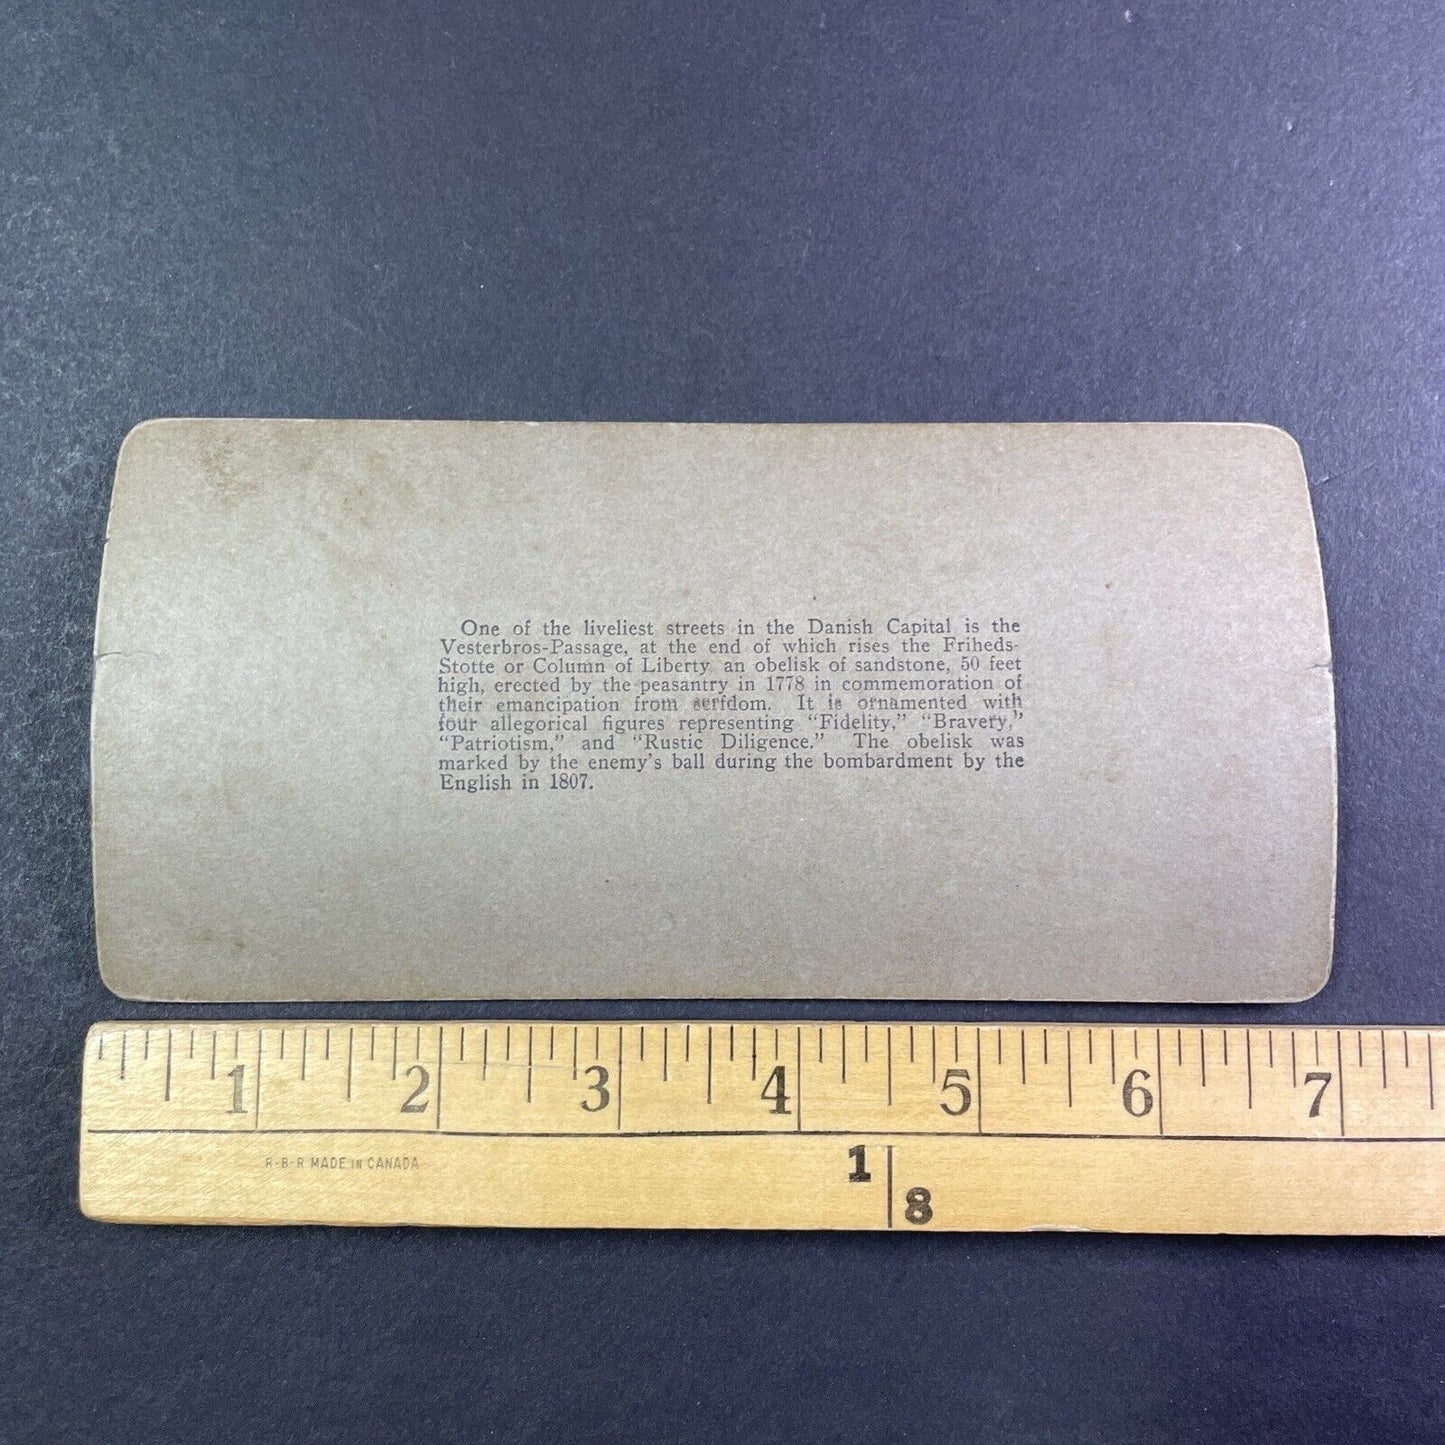 One of the liveliest streets in the Danish Capital is the
Vesterbros-Passage, at the end of which rises the Friheds-
Stotte or Column of Liberty an obelisk of sandstone, 50 feet
high, erected by the peasantry in 1778 in commemoration of
their emancipation from serfdom. It is ornamented with
four allegorical figures representing “Fidelity,” “Bravery,”
“Patriotism,” and “Rustic Diligence.” The obelisk was
marked by the enemy's ball during the bombardment by the
English in 1807.
1 2 3 4 5 6 7
R-B-R MADE IN CANADA
1
8